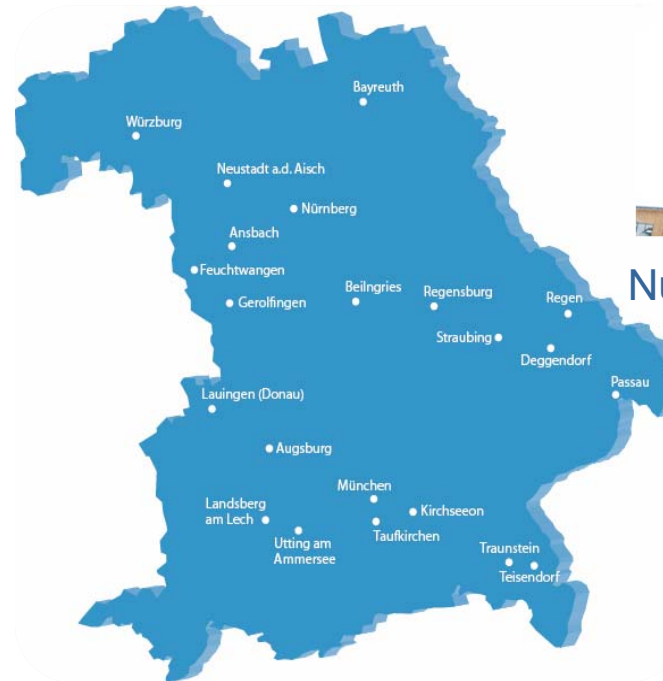 Bayreuth
Würzburg
Neustadt a.d. Aisch
Nürnberg
Ansbach
Feuchtwangen
Gerolfingen
Beilngries
Regensburg
Regen
Straubing
Deggendorf
Passau
Lauingen (Donau)
Augsburg
München
Kirchseeon
Landsberg
am Lech
Taufkirchen
Utting am
Ammersee
Traunstein
Teisendorf